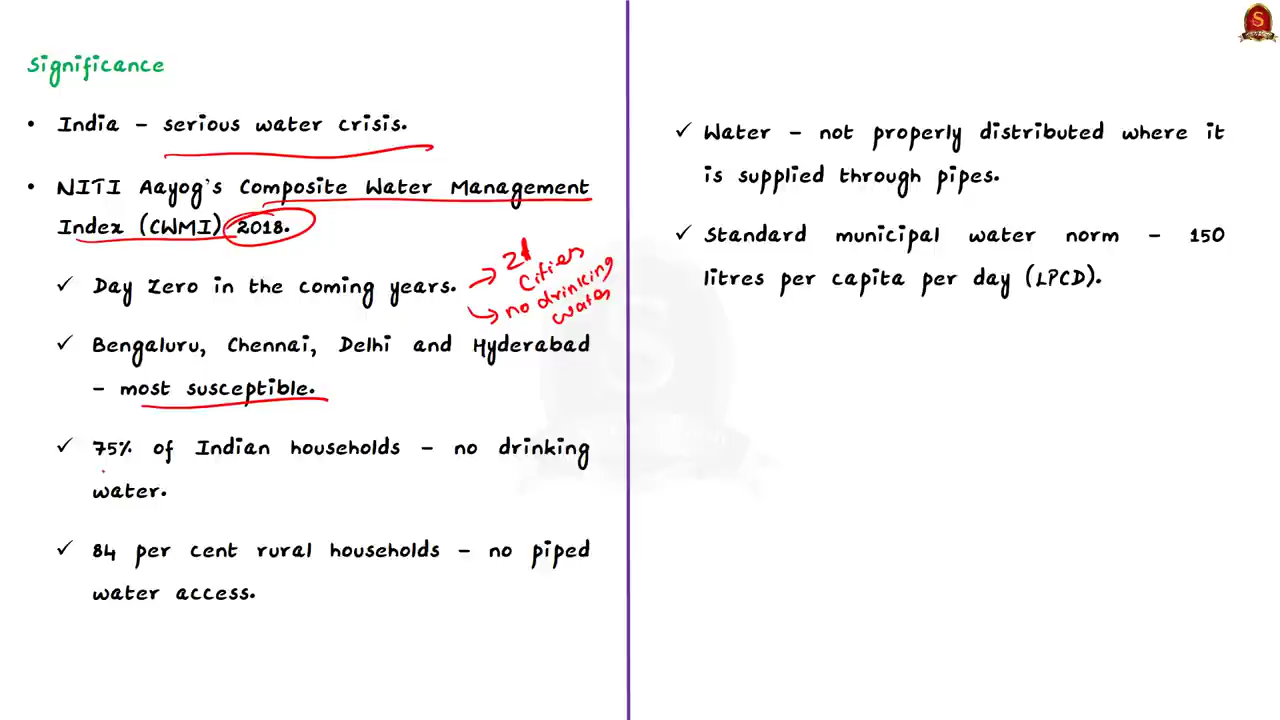 Significance
• India - serious water crisis.
• NITI Aayog's Composite Water Management
Index (CWMI) 2018.
✓ Day Zero in the coming years.
→ 21
Cities
→ no drinking
water
✓ Bengaluru, Chennai, Delhi and Hyderabad
- most susceptible.
✓ 75% of Indian households - no drinking
water.
✓ 84 per cent rural households - no piped
water access.
✓ Water - not properly distributed where it
is supplied through pipes.
✓ Standard municipal water norm - 150
litres per capita per day (LPCD).
S